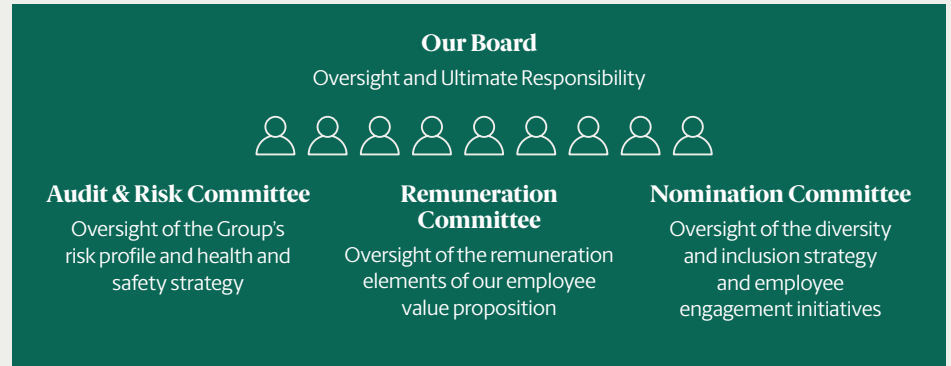 Our Board
Oversight and Ultimate Responsibility
Audit & Risk Committee
Oversight of the Group's
risk profile and health and
safety strategy
Remuneration
Committee
Oversight of the remuneration
elements of our employee
value proposition
Nomination Committee
Oversight of the diversity
and inclusion strategy
and employee
engagement initiatives